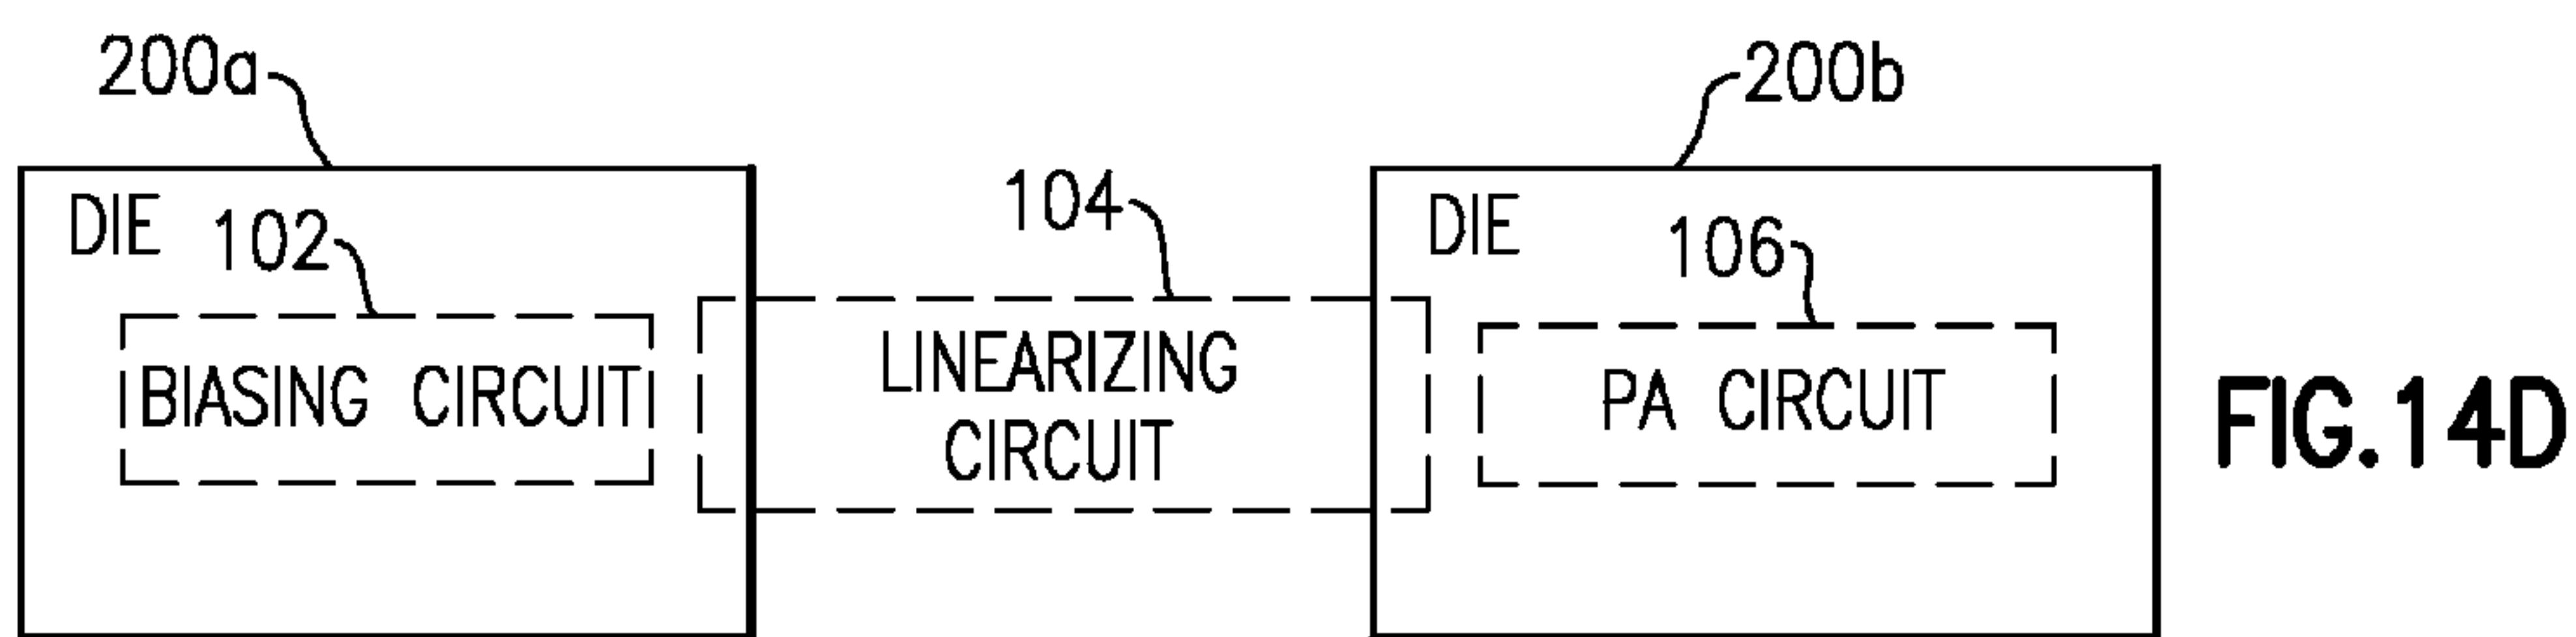 200a
200b
DIE
102
104
DIE
106
BIASING CIRCUIT
LINEARIZING
CIRCUIT
PA CIRCUIT
FIG.14D